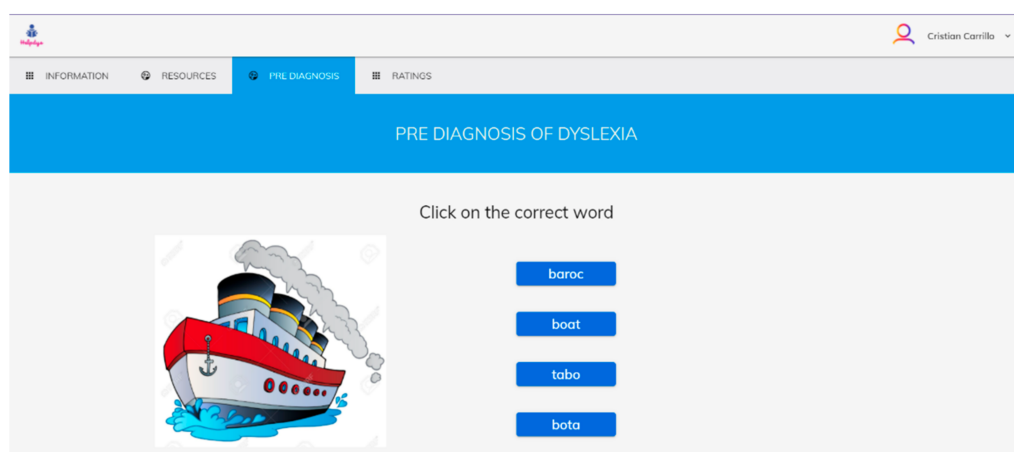 Helpdys
Cristian Carrillo
INFORMATION
RESOURCES
PRE DIAGNOSIS
RATINGS
PRE DIAGNOSIS OF DYSLEXIA
Click on the correct word
baroc
boat
tabo
bota